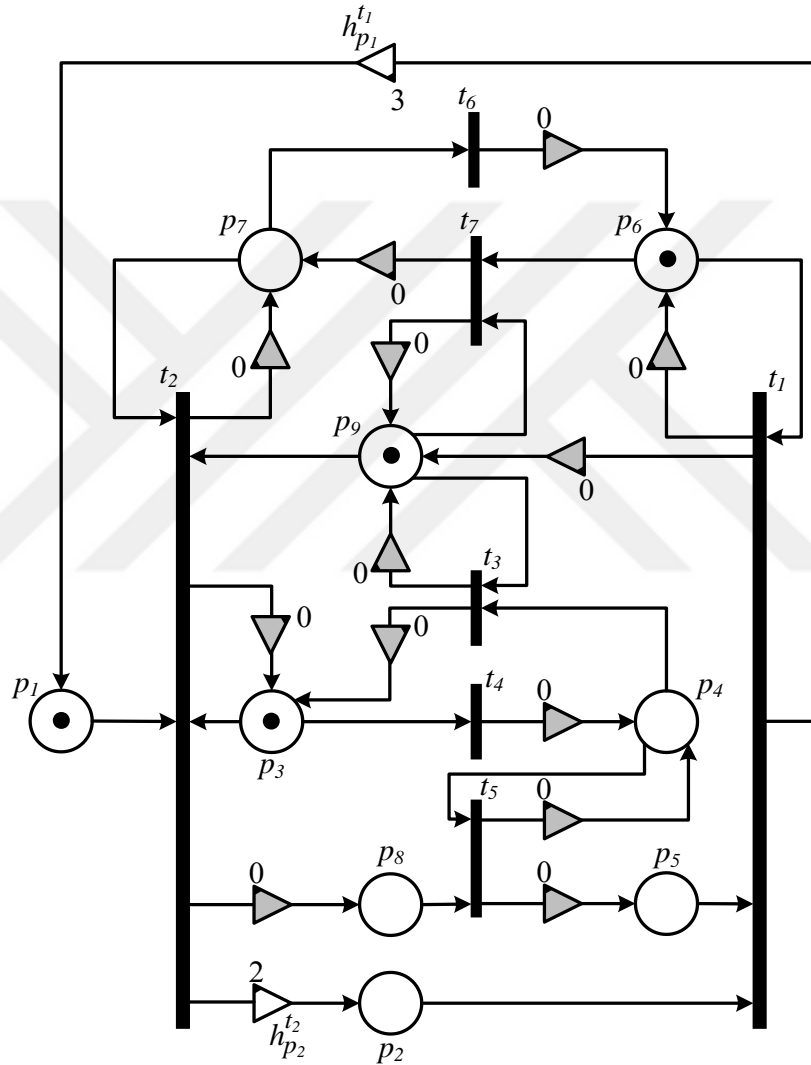 h_{p_1}^{t_1}
3
t_6
0
p_7
t_7
p_6
0
0
0
0
t_2
t_1
p_9
0
0
t_3
0
0
p_1
t_4
0
p_4
p_3
t_5
0
p_8
p_5
0
0
2
h_{p_2}^{t_2}
p_2